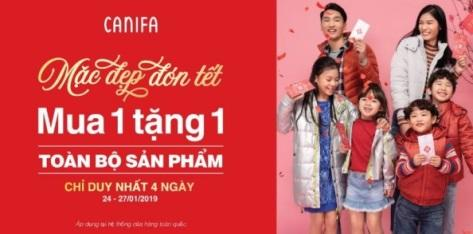 CANIFA
Mặc đẹp đón tết
Mua 1 tặng 1
TOÀN BỘ SẢN PHẨM
CHỈ DUY NHẤT 4 NGÀY
24 - 27/01/2019
Áp dụng tại hệ thống cửa hàng toàn quốc